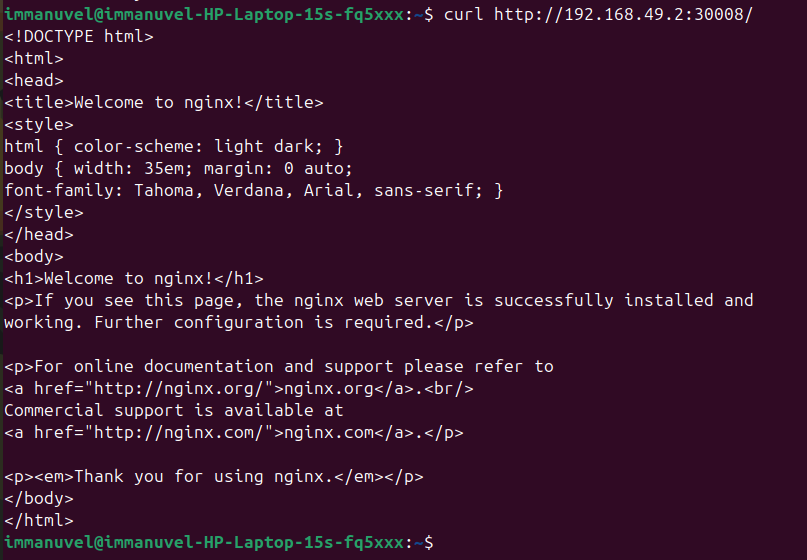 immanuvel@immanuvel-HP-Laptop-15s-fq5xxx:~$ curl http://192.168.49.2:30008/
<!DOCTYPE html>
<html>
<head>
<title>Welcome to nginx!</title>
<style>
html { color-scheme: light dark; }
body { width: 35em; margin: 0 auto;
font-family: Tahoma, Verdana, Arial, sans-serif; }
</style>
</head>
<body>
<h1>Welcome to nginx!</h1>
<p>If you see this page, the nginx web server is successfully installed and
working. Further configuration is required.</p>

<p>For online documentation and support please refer to
<a href="http://nginx.org/">nginx.org</a>.<br/>
Commercial support is available at
<a href="http://nginx.com/">nginx.com</a>.</p>

<p><em>Thank you for using nginx.</em></p>
</body>
</html>
immanuvel@immanuvel-HP-Laptop-15s-fq5xxx:~$